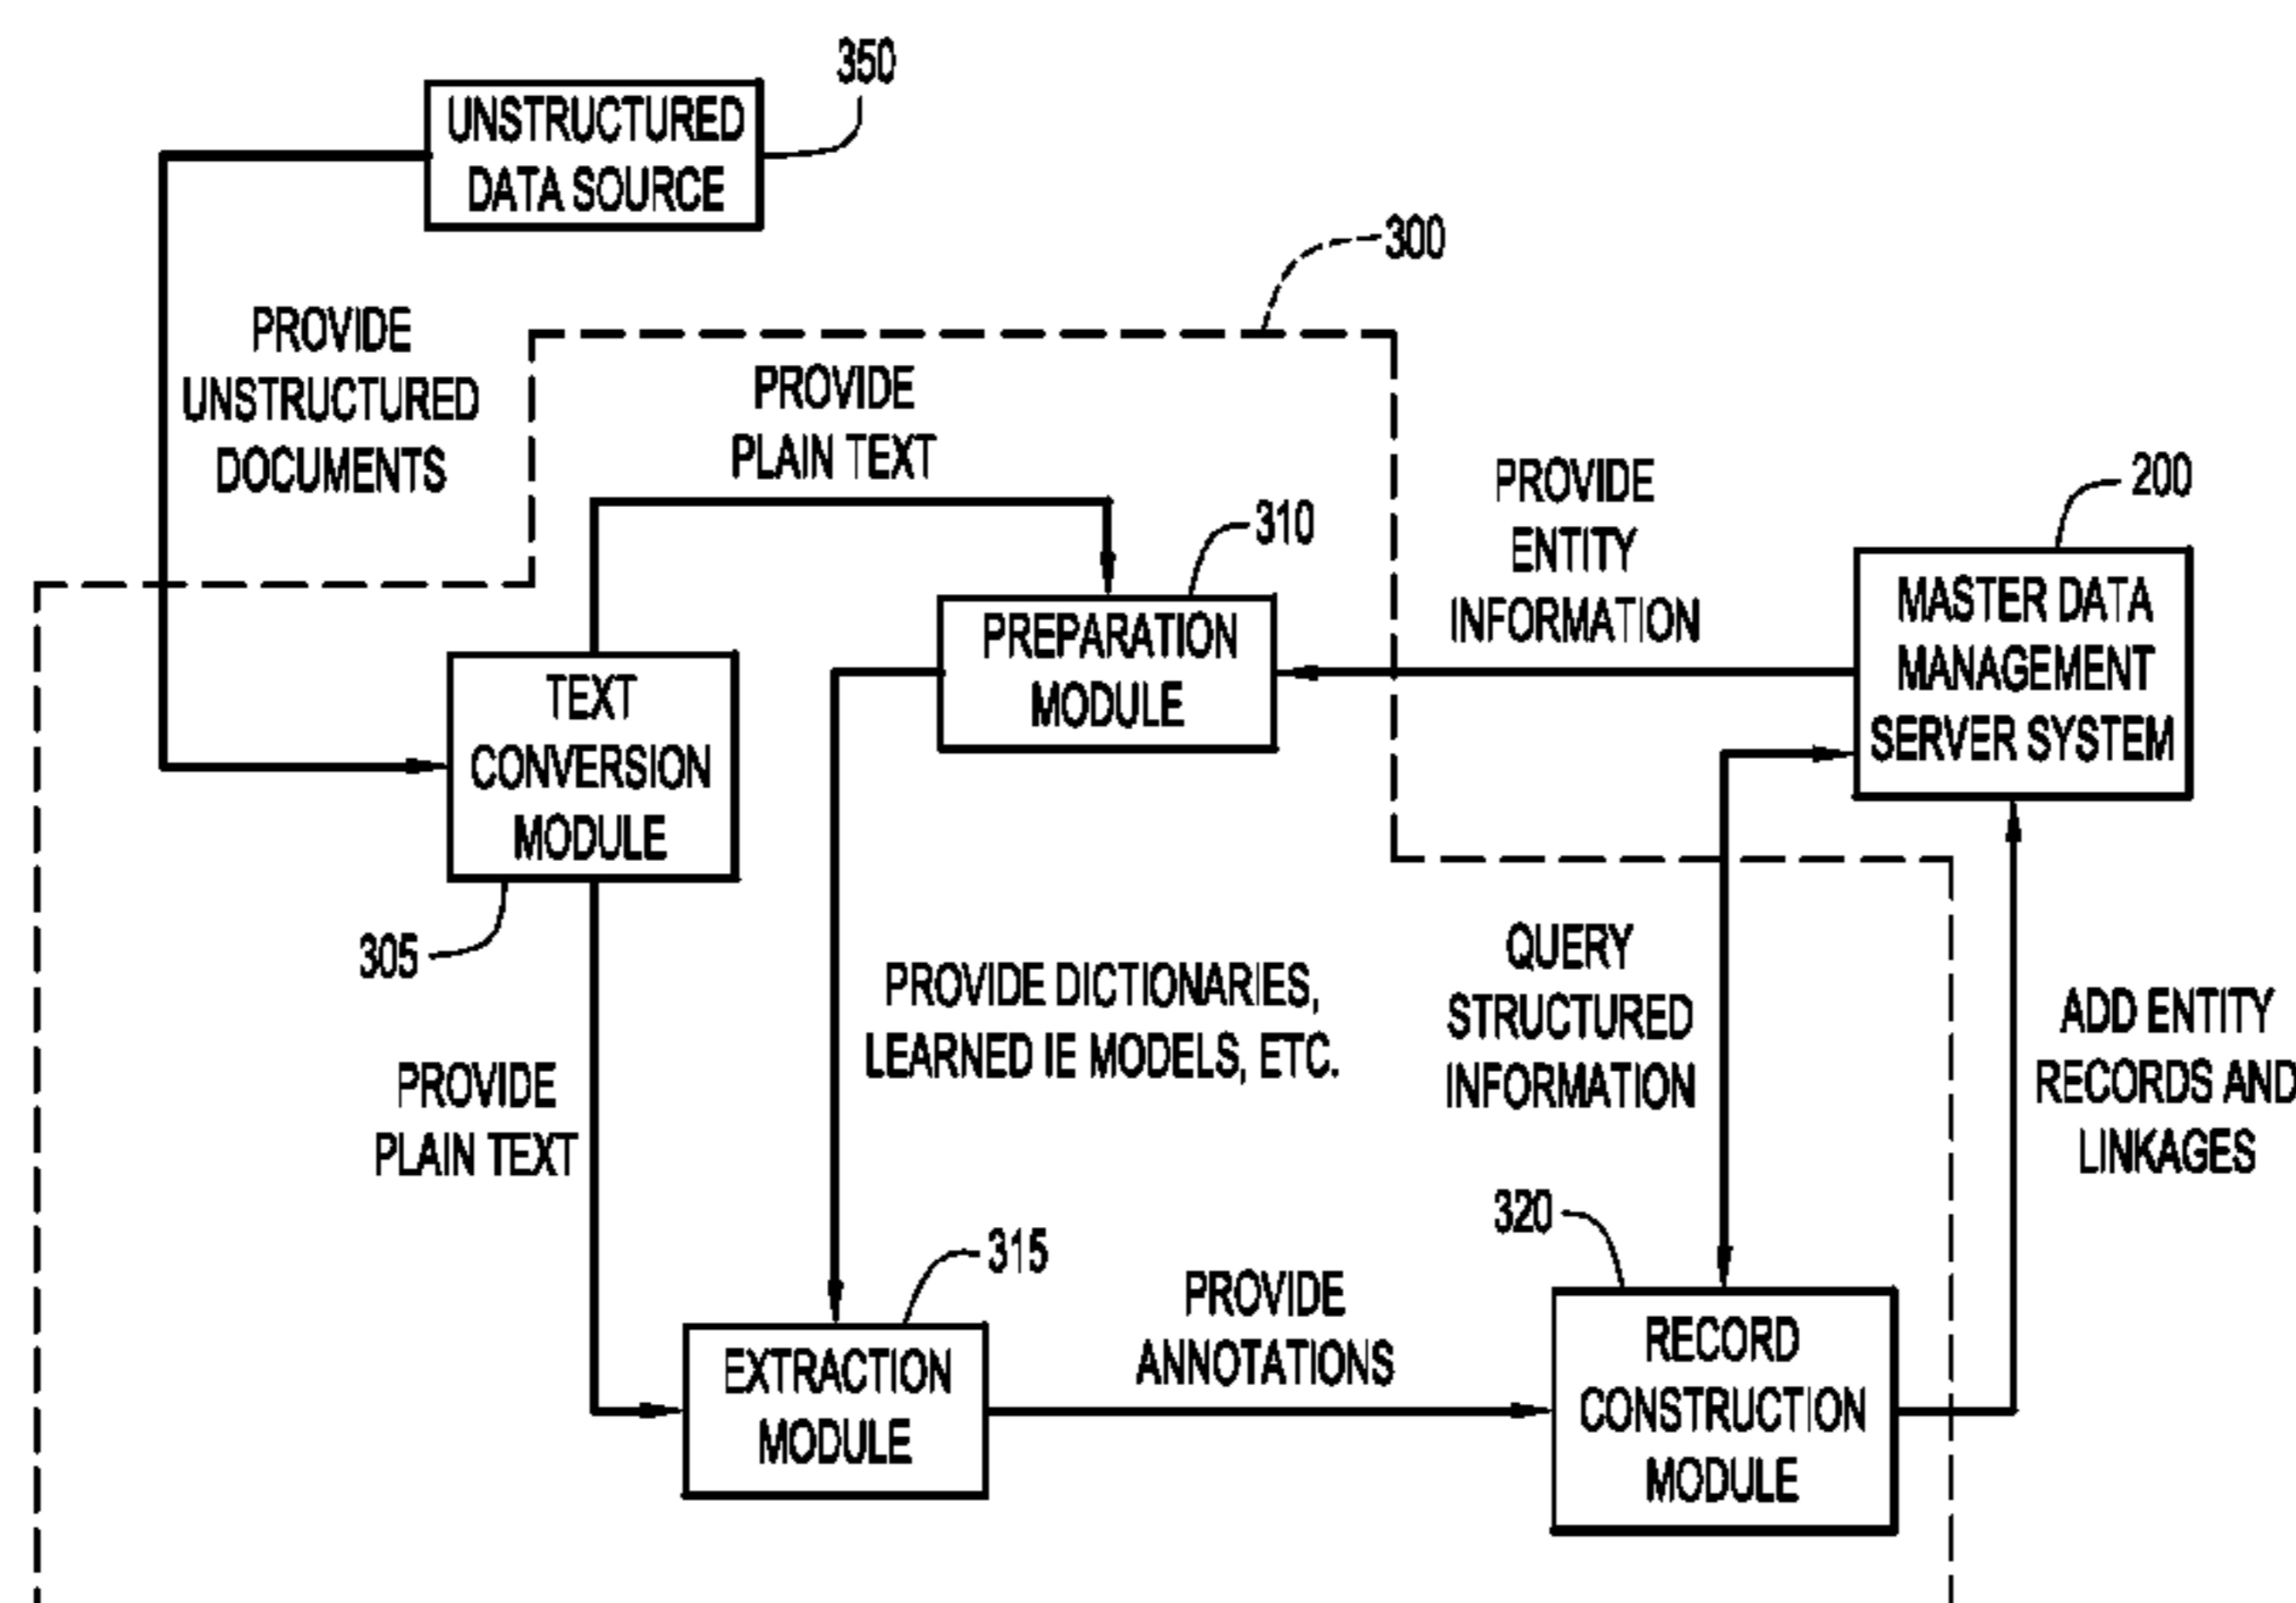 350
UNSTRUCTURED
DATA SOURCE
300
PROVIDE
UNSTRUCTURED
DOCUMENTS
PROVIDE
PLAIN TEXT
310
PROVIDE
ENTITY
INFORMATION
200
PREPARATION
MODULE
MASTER DATA
MANAGEMENT
SERVER SYSTEM
TEXT
CONVERSION
MODULE
305
PROVIDE DICTIONARIES,
LEARNED IE MODELS, ETC.
QUERY
STRUCTURED
INFORMATION
ADD ENTITY
RECORDS AND
LINKAGES
PROVIDE
PLAIN TEXT
315
320
EXTRACTION
MODULE
PROVIDE
ANNOTATIONS
RECORD
CONSTRUCTION
MODULE